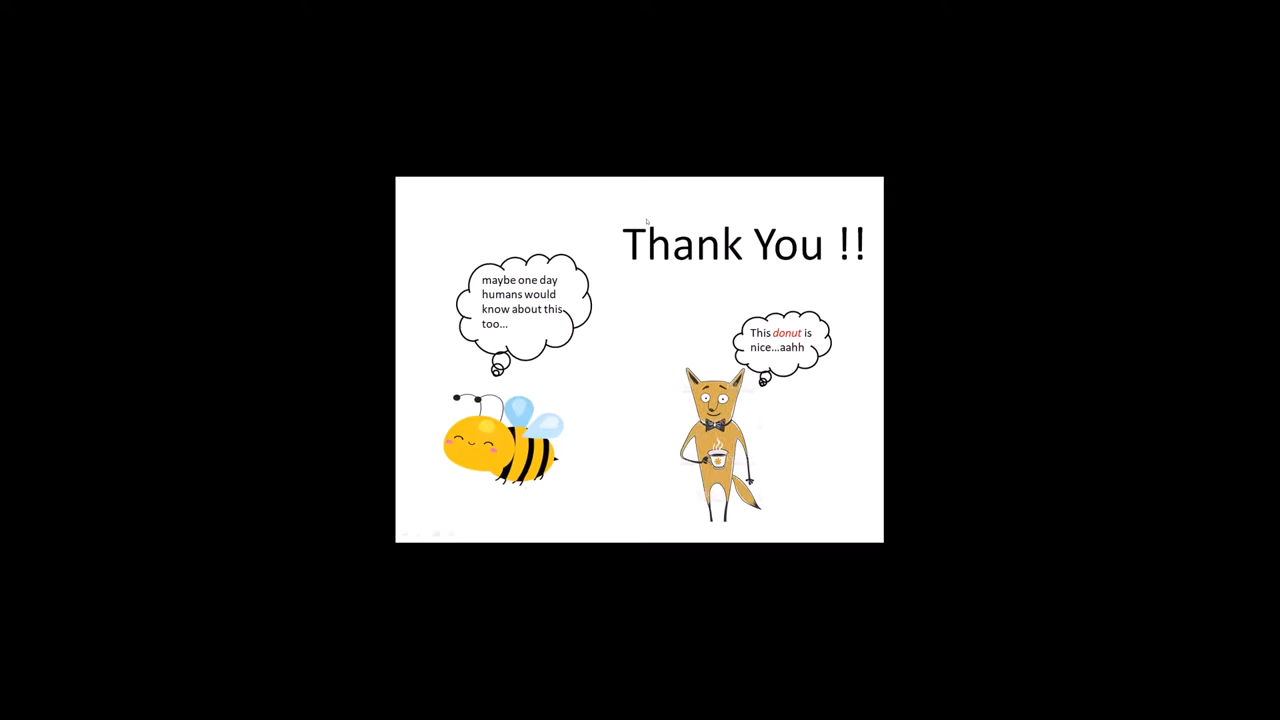 Thank You !!
maybe one day
humans would
know about this
too...
This donut is
nice...aahh